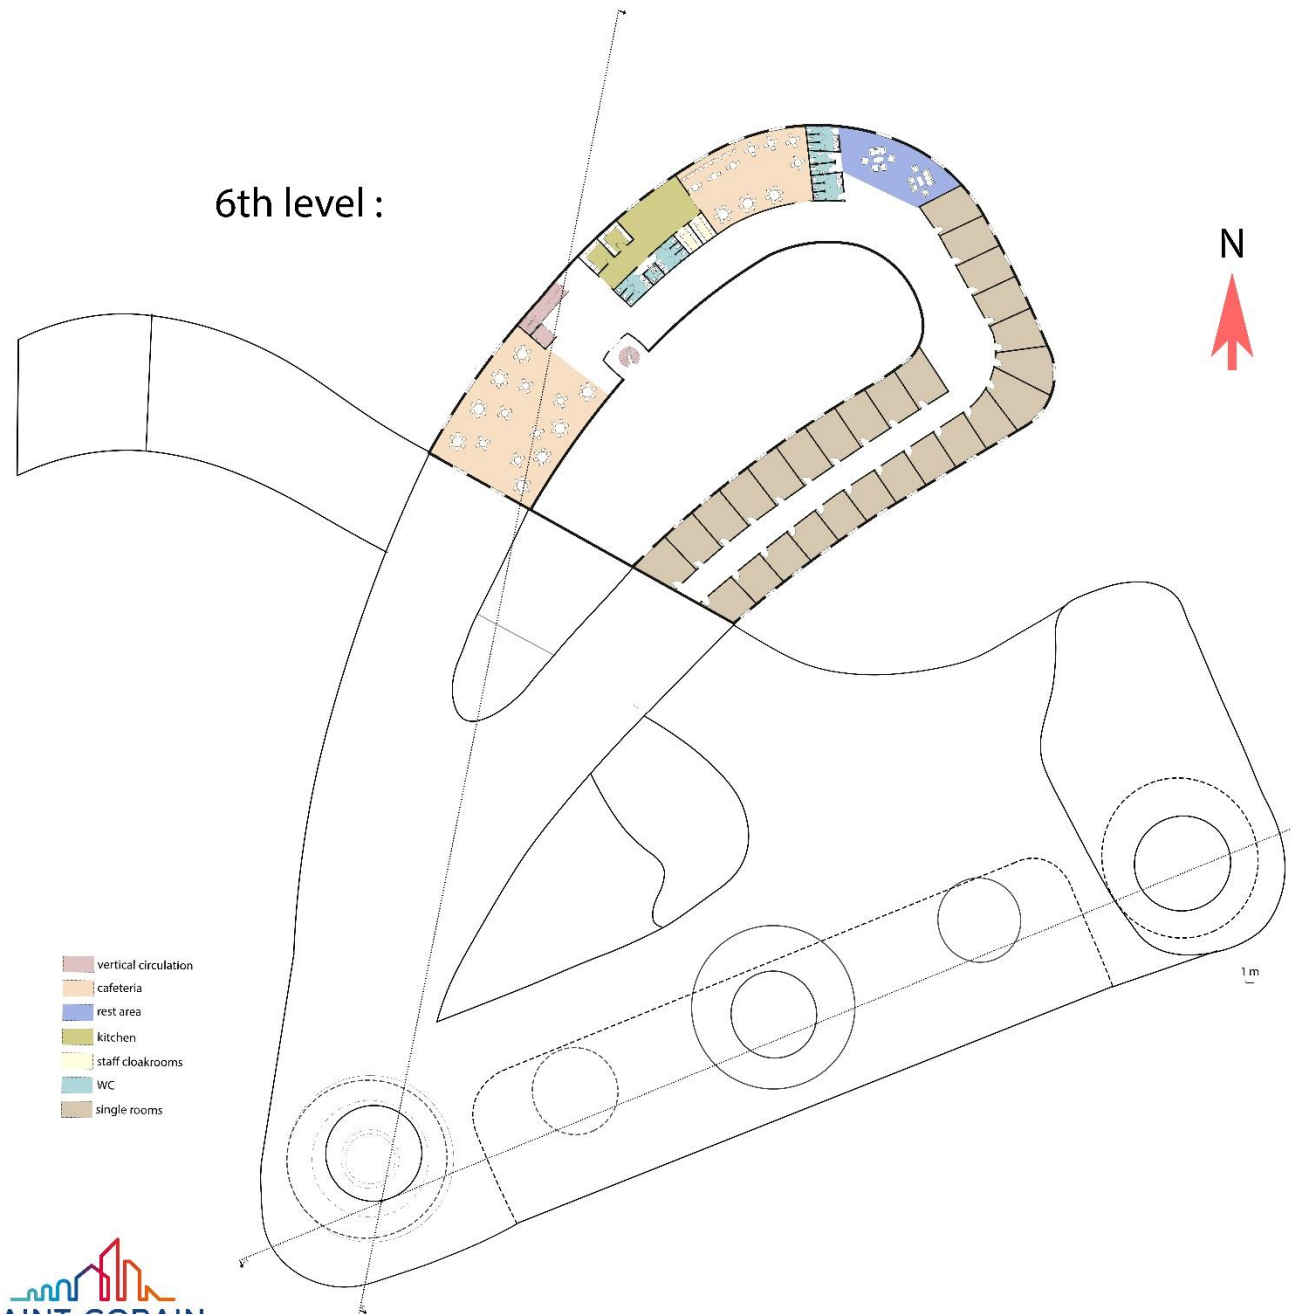 6th level :
N
vertical circulation
cafeteria
rest area
kitchen
staff cloakrooms
WC
single rooms
1 m